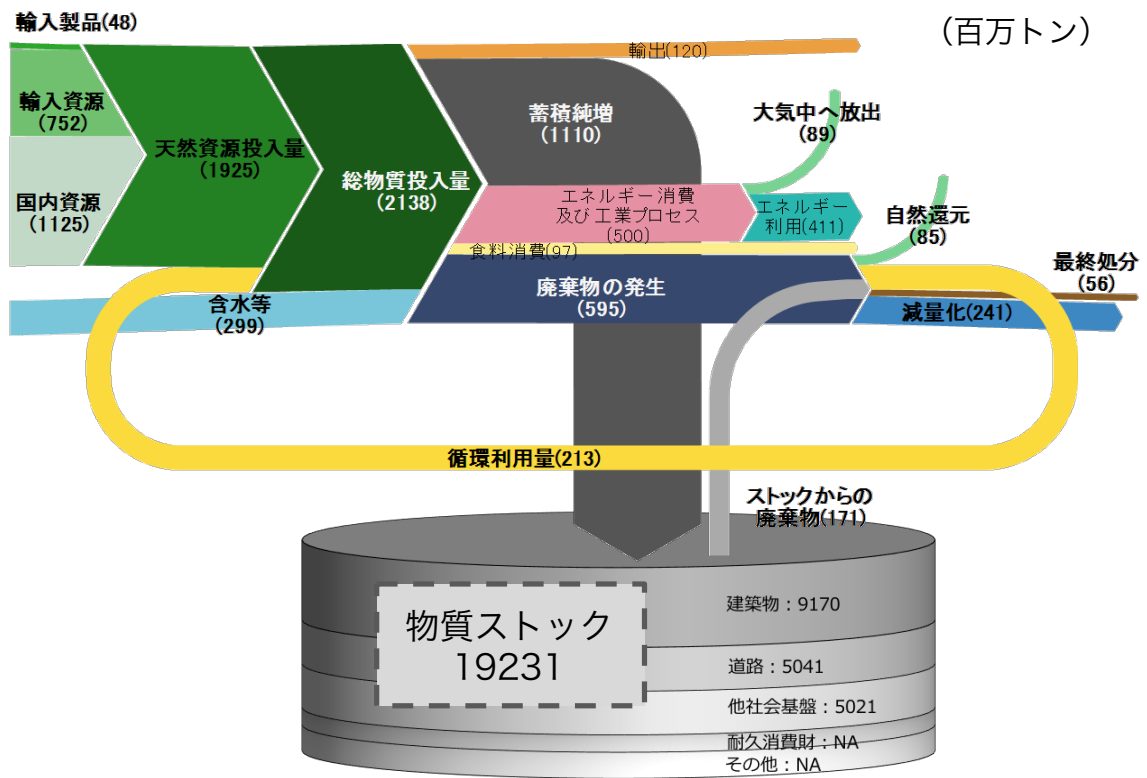 輸入製品(48)
(百万トン)
輸出(120)
輸入資源
(752)
蓄積純増
(1110)
大気中へ放出
(89)
天然資源投入量
(1925)
総物質投入量
(2138)
国内資源
(1125)
エネルギー消費
及び工業プロセス
(500)
エネルギー
利用(411)
自然還元
(85)
食料消費(97)
最終処分
(56)
廃棄物の発生
(595)
含水等
(299)
減量化(241)
循環利用量(213)
ストックからの
廃棄物(171)
物質ストック
19231
建築物：9170
道路：5041
他社会基盤：5021
耐久消費財：NA
その他：NA